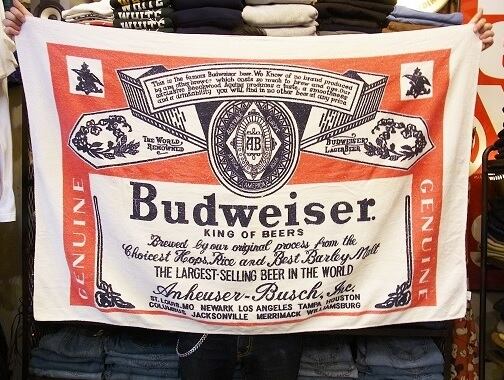 WHITE
WHITE
WHITE
This is the famous Budweiser beer. We Know of no brand produced
by any other brewer which costs so much to brew and age. Our
exclusive Beechwood Ageing produces a taste, a smoothness
and a drinkability you will find in no other beer at any price
THE WORLD
RENOWNED
AB
AMERICA
BUDWEISER
LAGER BEER
GENUINE
Budweiser.
KING OF BEERS
Brewed by our original process from the
Choicest Hops, Rice and Best Barley Malt
THE LARGEST-SELLING BEER IN THE WORLD
Anheuser-Busch, Inc.
ST. LOUIS, MO NEWARK LOS ANGELES TAMPA HOUSTON
COLUMBUS JACKSONVILLE MERRIMACK WILLIAMSBURG
GENUINE